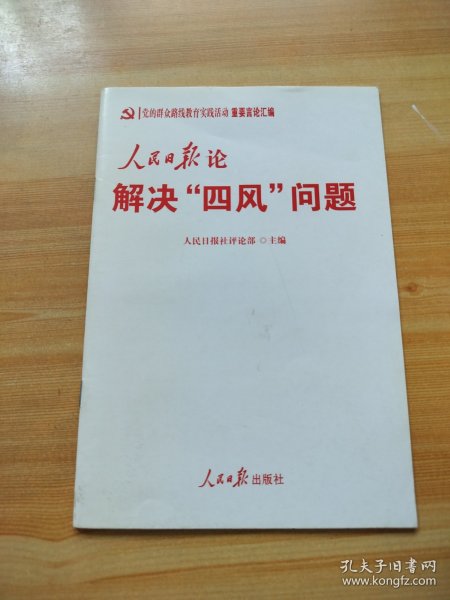 党的群众路线教育实践活动 重要言论汇编
人民日报 论
解决“四风”问题
人民日报社评论部 ◇ 主编
人民日报 出版社
孔夫子旧书网
www.kongfz.com